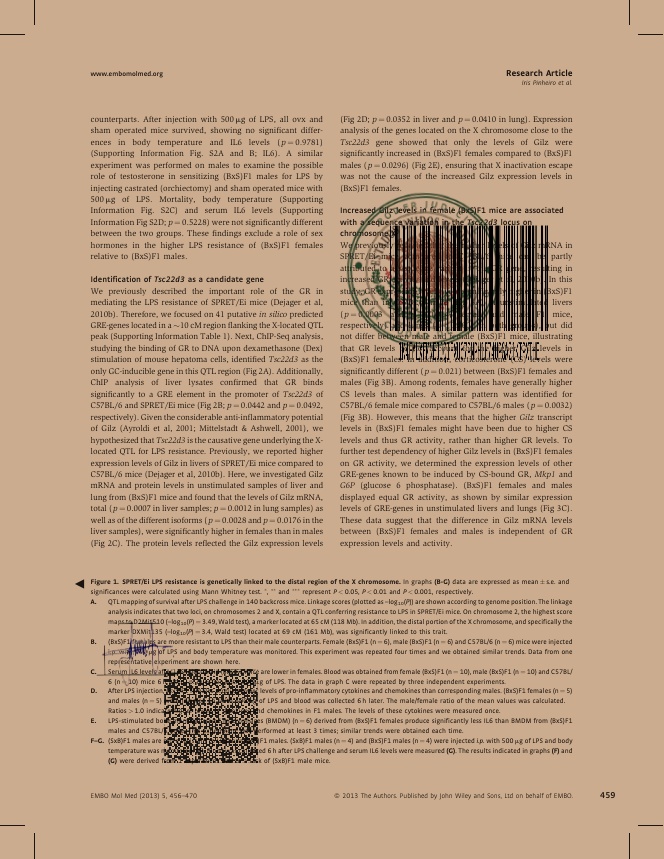 www.embomolmed.org
Research Article
Iris Pinheiro et al.
counterparts. After injection with 500 μg of LPS, all ovx and
sham operated mice survived, showing no significant differ-
ences in body temperature and IL6 levels (p = 0.9781)
(Supporting Information Fig. S2A and B; IL6). A similar
experiment was performed on males to examine the possible
role of testosterone in sensitizing (BxS)F1 males for LPS by
injecting castrated (orchiectomy) and sham operated mice with
500 μg of LPS. Mortality, body temperature (Supporting
Information Fig. S2C) and serum IL6 levels (Supporting
Information Fig S2D; p = 0.5228) were not significantly different
between the two groups. These findings exclude a role of sex
hormones in the higher LPS resistance of (BxS)F1 females
relative to (BxS)F1 males.
Identification of Tsc22d3 as a candidate gene
We previously described the important role of the GR in
mediating the LPS resistance of SPRET/Ei mice (Dejager et al,
2010b). Therefore, we focused on 41 putative in silico predicted
GRE-genes located in a ~10 cM region flanking the X-located QTL
peak (Supporting Information Table 1). Next, ChIP-Seq analysis,
studying the binding of GR to DNA upon dexamethasone (Dex)
stimulation of mouse hepatoma cells, identified Tsc22d3 as the
only GC-inducible gene in this QTL region (Fig 2A). Additionally,
ChIP analysis of liver lysates confirmed that GR binds
significantly to a GRE element in the promoter of Tsc22d3 of
C57BL/6 and SPRET/Ei mice (Fig 2B; p = 0.0442 and p = 0.0492,
respectively). Given the considerable anti-inflammatory potential
of Gilz (Ayroldi et al, 2001; Mittelstadt & Ashwell, 2001), we
hypothesized that Tsc22d3 is the causative gene underlying the X-
located QTL for LPS resistance. Previously, we reported higher
expression levels of Gilz in livers of SPRET/Ei mice compared to
C57BL/6 mice (Dejager et al, 2010b). Here, we investigated Gilz
mRNA and protein levels in unstimulated samples of liver and
lung from (BxS)F1 mice and found that the levels of Gilz mRNA,
total (p = 0.0007 in liver samples; p = 0.0012 in lung samples) as
well as of the different isoforms (p = 0.0028 and p = 0.0176 in the
liver samples), were significantly higher in females than in males
(Fig 2C). The protein levels reflected the Gilz expression levels
(Fig 2D; p = 0.0352 in liver and p = 0.0410 in lung). Expression
analysis of the genes located on the X chromosome close to the
Tsc22d3 gene showed that only the levels of Gilz were
significantly increased in (BxS)F1 females compared to (BxS)F1
males (p = 0.0296) (Fig 2E), ensuring that X inactivation escape
was not the cause of the increased Gilz expression levels in
(BxS)F1 females.
Increased Gilz levels in female (BxS)F1 mice are associated
with a sequence variation in the Tsc22d3 locus on
chromosome
We previously levels of mRNA in
SPRET/Ei mice be partly
attributed to resulting in
increased GR In this
study
mice than livers
(p = and males
respectively but did
not differ between male and female (BxS)F1 mice, illustrating
that GR levels levels in
(BxS)F1 females. (CS) levels were
significantly different (p = 0.021) between (BxS)F1 females and
males (Fig 3B). Among rodents, females have generally higher
CS levels than males. A similar pattern was identified for
C57BL/6 female mice compared to C57BL/6 males (p = 0.0032)
(Fig 3B). However, this means that the higher Gilz transcript
levels in (BxS)F1 females might have been due to higher CS
levels and thus GR activity, rather than higher GR levels. To
further test dependency of higher Gilz levels in (BxS)F1 females
on GR activity, we determined the expression levels of other
GRE-genes known to be induced by CS-bound GR, Mkp1 and
G6P (glucose 6 phosphatase). (BxS)F1 females and males
displayed equal GR activity, as shown by similar expression
levels of GRE-genes in unstimulated livers and lungs (Fig 3C).
These data suggest that the difference in Gilz mRNA levels
between (BxS)F1 females and males is independent of GR
expression levels and activity.
Figure 1. SPRET/Ei LPS resistance is genetically linked to the distal region of the X chromosome. In graphs (B-G) data are expressed as mean ± s.e. and
significances were calculated using Mann Whitney test. *, ** and *** represent P < 0.05, P < 0.01 and P < 0.001, respectively.
A. QTL mapping of survival after LPS challenge in 140 backcross mice. Linkage scores (plotted as −log10(P)) are shown according to genome position. The linkage
analysis indicates that two loci, on chromosomes 2 and X, contain a QTL conferring resistance to LPS in SPRET/Ei mice. On chromosome 2, the highest score
maps to D2Mit510 (−log10(P) = 3.49, Wald test), a marker located at 65 cM (118 Mb). In addition, the distal portion of the X chromosome, and specifically the
marker DXMit135 (−log10(P) = 3.4, Wald test) located at 69 cM (161 Mb), was significantly linked to this trait.
B. (BxS)F1 females are more resistant to LPS than their male counterparts. Female (BxS)F1 (n = 6), male (BxS)F1 (n = 6) and C57BL/6 (n = 6) mice were injected
i.p. with μg of LPS and body temperature was monitored. This experiment was repeated four times and we obtained similar trends. Data from one
representative experiment are shown here.
C. Serum IL6 levels are lower in females. Blood was obtained from female (BxS)F1 (n = 10), male (BxS)F1 (n = 10) and C57BL/
6 (n = 10) mice 6 of LPS. The data in graph C were repeated by three independent experiments.
D. After LPS injection levels of pro-inflammatory cytokines and chemokines than corresponding males. (BxS)F1 females (n = 5)
and males (n = 5) of LPS and blood was collected 6 h later. The male/female ratio of the mean values was calculated.
Ratios > 1.0 and chemokines in F1 males. The levels of these cytokines were measured once.
E. LPS-stimulated (BMDM) (n = 6) derived from (BxS)F1 females produce significantly less IL6 than BMDM from (BxS)F1
males and C57BL/ performed at least 3 times; similar trends were obtained each time.
F–G. (SxB)F1 males are F1 males. (SxB)F1 males (n = 4) and (BxS)F1 males (n = 4) were injected i.p. with 500 μg of LPS and body
temperature was 6 h after LPS challenge and serum IL6 levels were measured (G). The results indicated in graphs (F) and
(G) were derived of (SxB)F1 male mice.
EMBO Mol Med (2013) 5, 456–470
© 2013 The Authors. Published by John Wiley and Sons, Ltd on behalf of EMBO.
459